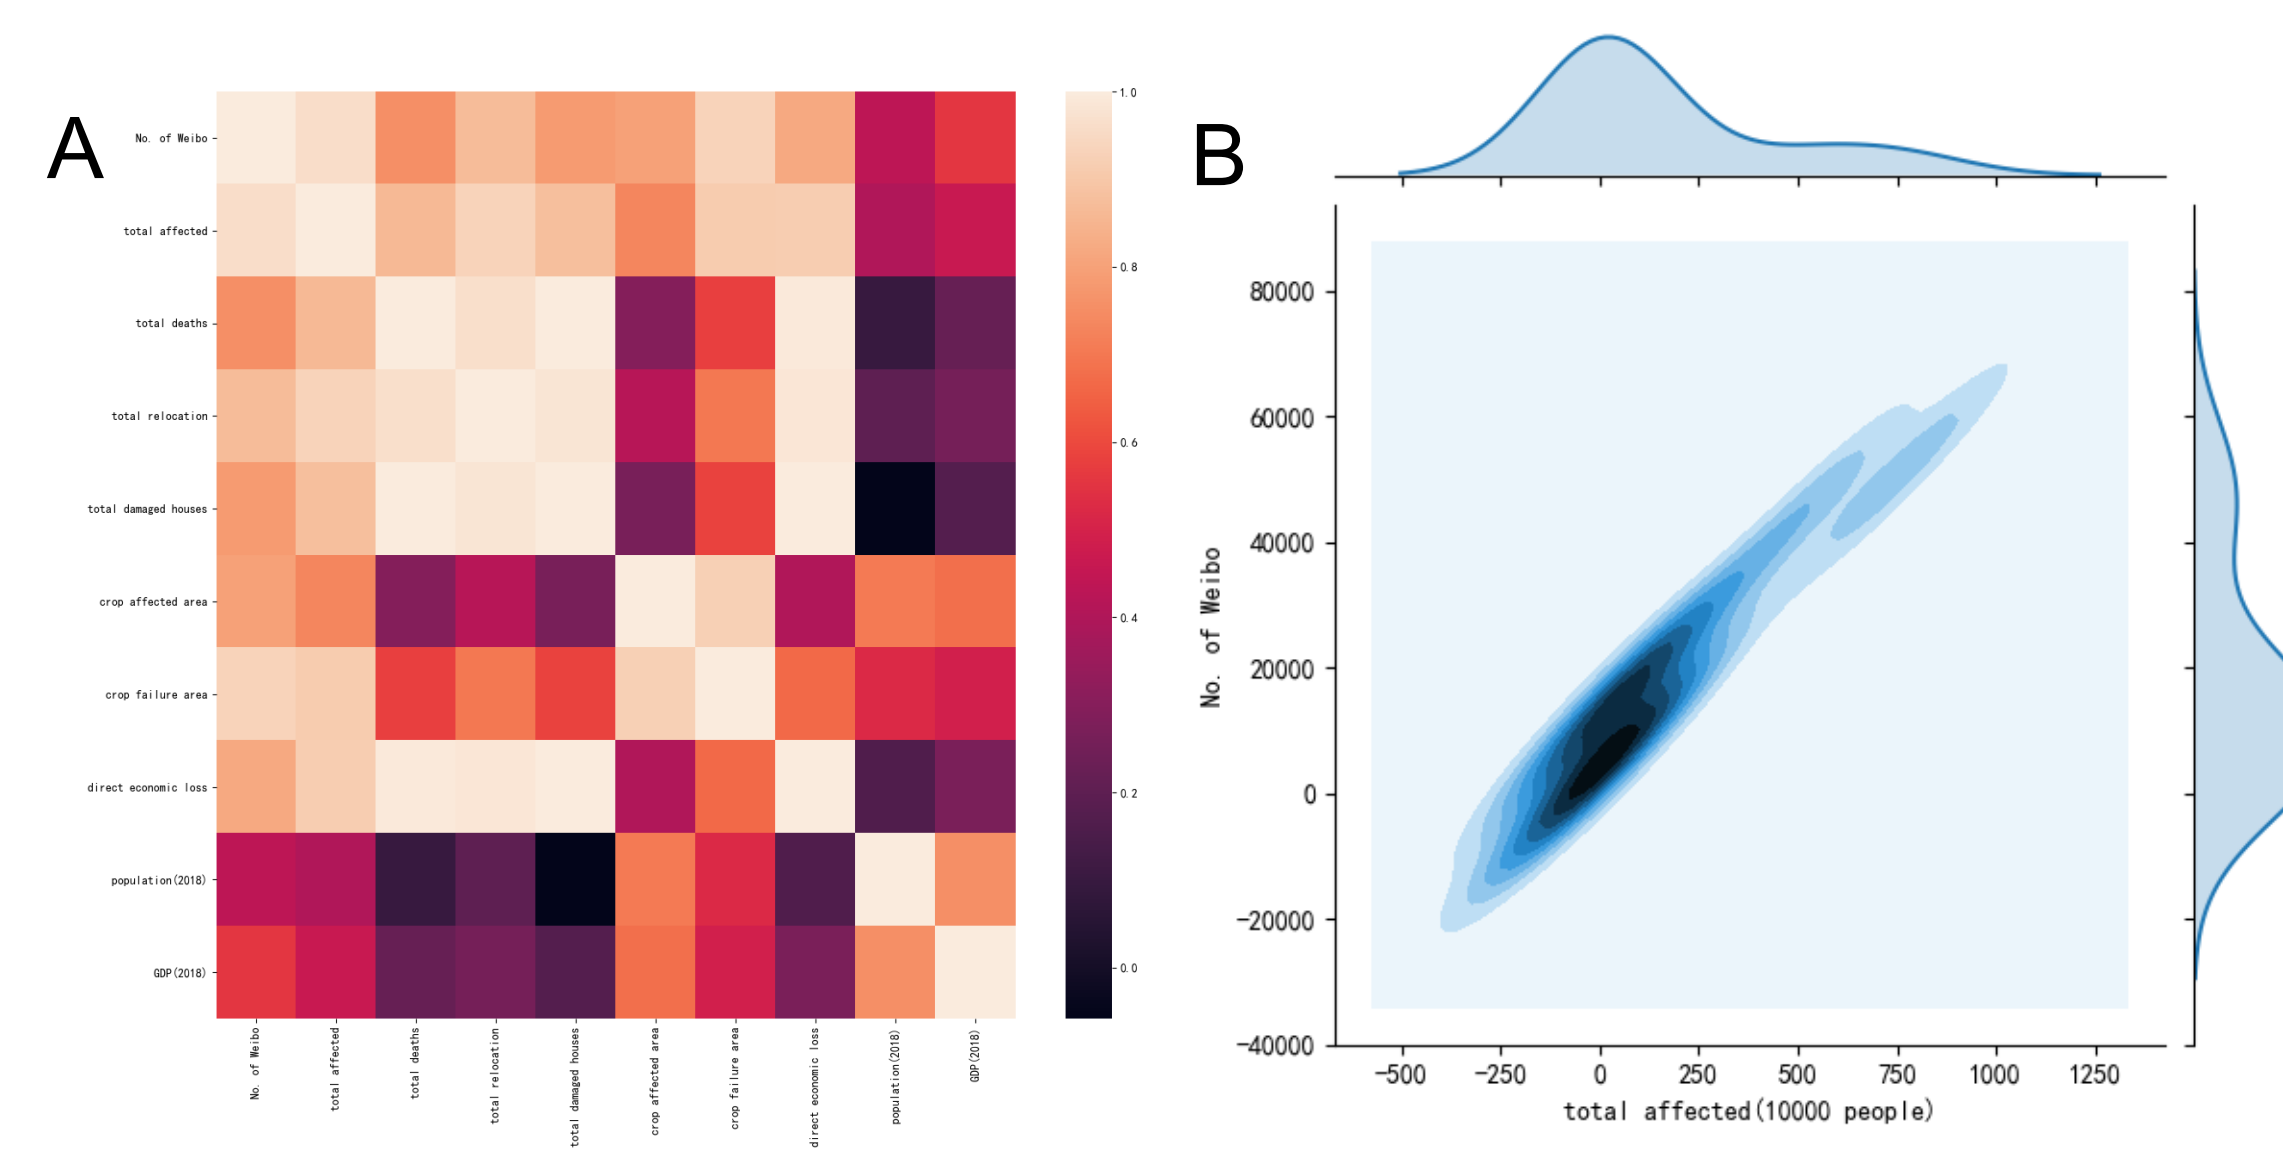 A
No. of Weibo
total affected
total deaths
total relocation
total damaged houses
crop affected area
crop failure area
direct economic loss
population(2018)
GDP(2018)
No. of Weibo
total affected
total deaths
total relocation
total damaged houses
crop affected area
crop failure area
direct economic loss
population(2018)
GDP(2018)
1.0
0.8
0.6
0.4
0.2
0.0
B
No. of Weibo
80000
60000
40000
20000
0
−20000
−40000
−500 −250 0 250 500 750 1000 1250
total affected(10000 people)